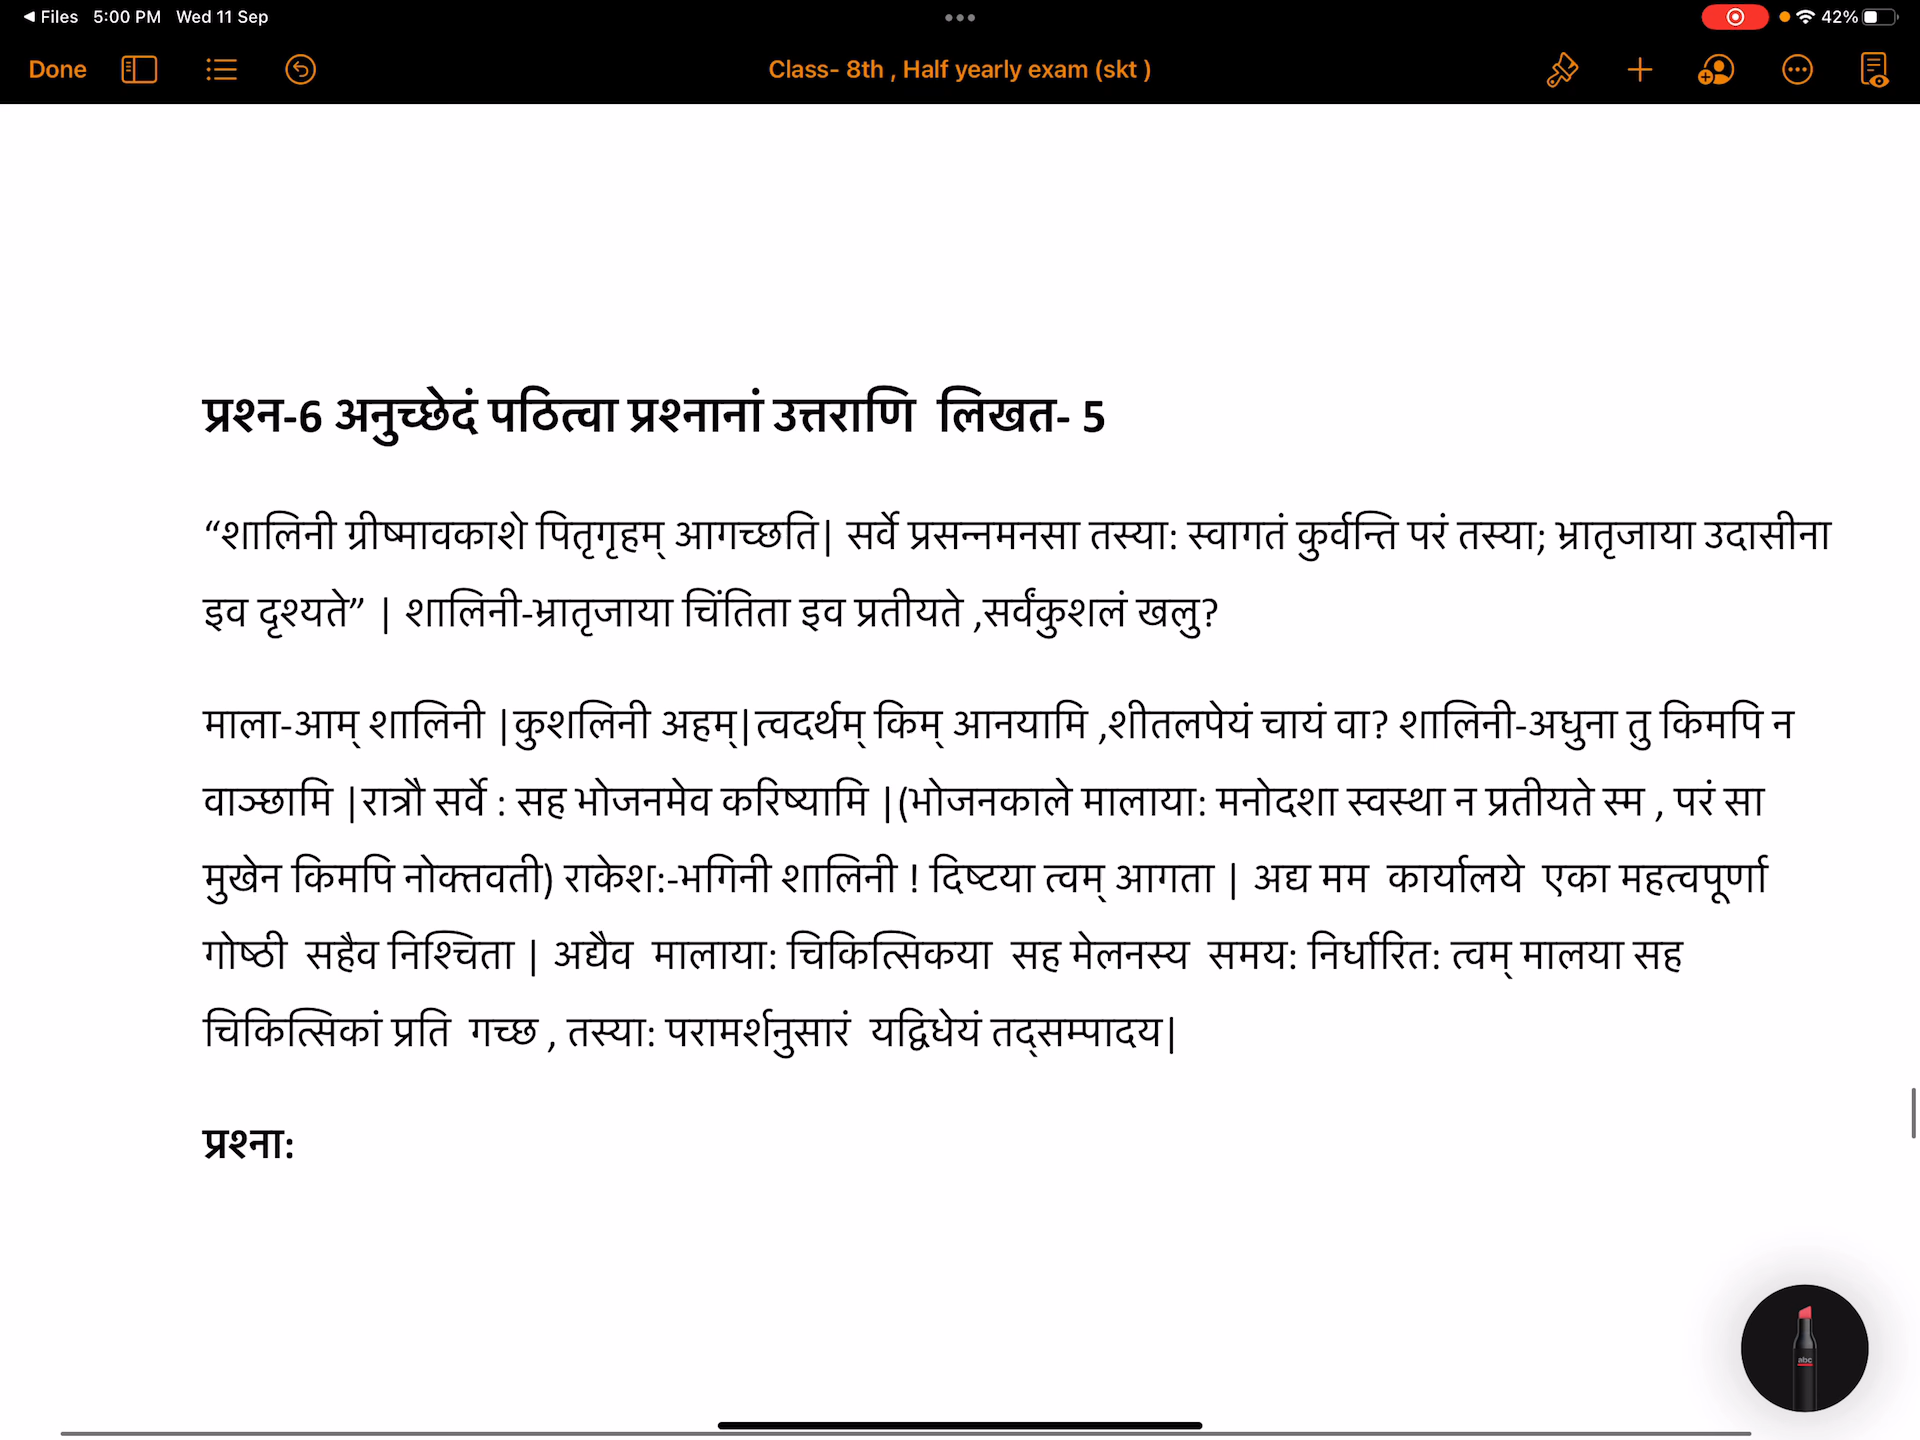 Files 5:00 PM Wed 11 Sep 42%
Done Class- 8th , Half yearly exam (skt )
प्रश्न-6 अनुच्छेदं पठित्वा प्रश्नानां उत्तराणि लिखत- 5
“शालिनी ग्रीष्मावकाशे पितृगृहम् आगच्छति| सर्वे प्रसन्नमनसा तस्या: स्वागतं कुर्वन्ति परं तस्या; भ्रातृजाया उदासीना
इव दृश्यते” | शालिनी-भ्रातृजाया चिंतिता इव प्रतीयते ,सर्वंकुशलं खलु?
माला-आम् शालिनी |कुशलिनी अहम्|त्वदर्थम् किम् आनयामि ,शीतलपेयं चायं वा? शालिनी-अधुना तु किमपि न
वाञ्छामि |रात्रौ सर्वे : सह भोजनमेव करिष्यामि |(भोजनकाले मालाया: मनोदशा स्वस्था न प्रतीयते स्म , परं सा
मुखेन किमपि नोक्तवती) राकेश:-भगिनी शालिनी ! दिष्टया त्वम् आगता | अद्य मम कार्यालये एका महत्वपूर्णा
गोष्ठी सहैव निश्चिता | अद्यैव मालाया: चिकित्सिकया सह मेलनस्य समय: निर्धारित: त्वम् मालया सह
चिकित्सिकां प्रति गच्छ , तस्या: परामर्शनुसारं यद्विधेयं तद्सम्पादय|
प्रश्ना:
abc